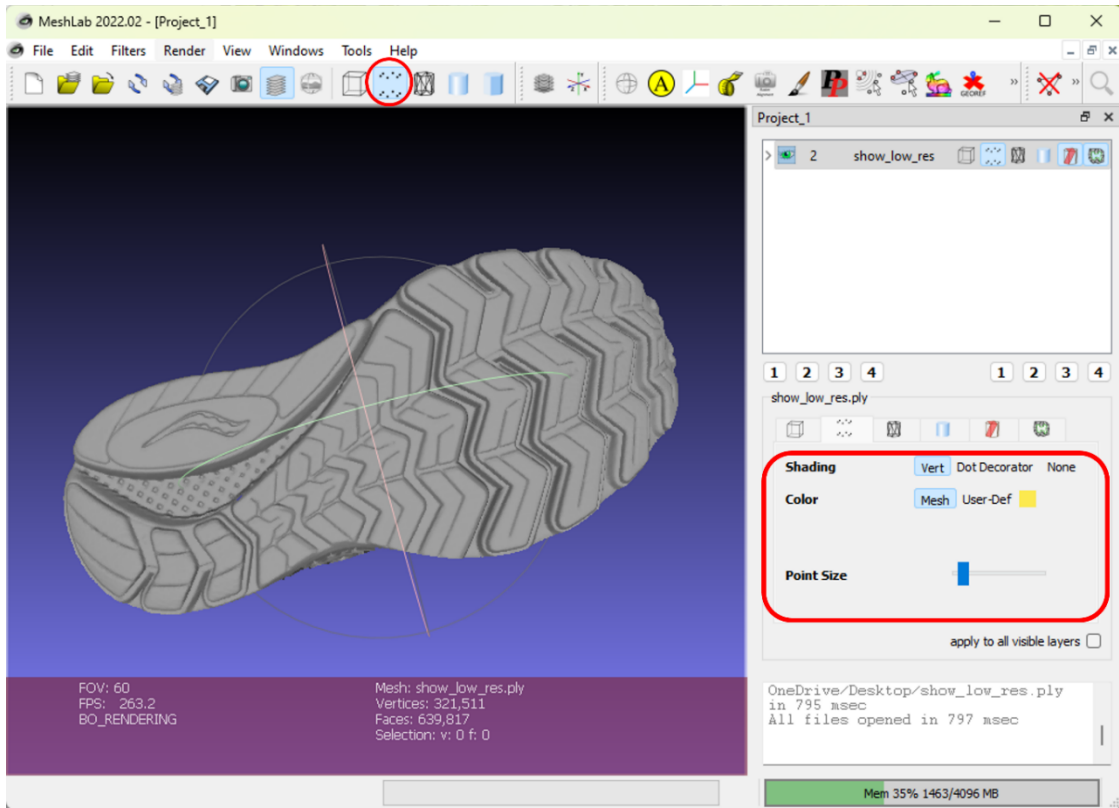 MeshLab 2022.02 - [Project_1]
File Edit Filters Render View Windows Tools Help
A Pp GEOREF » »
Project_1
2 show_low_res
1 2 3 4 1 2 3 4
show_low_res.ply
Shading Vert Dot Decorator None
Color Mesh User-Def
Point Size
apply to all visible layers
FOV: 60
FPS: 263.2
BO_RENDERING
Mesh: show_low_res.ply
Vertices: 321,511
Faces: 639,817
Selection: v: 0 f: 0
OneDrive/Desktop/show_low_res.ply
in 795 msec
All files opened in 797 msec
Mem 35% 1463/4096 MB